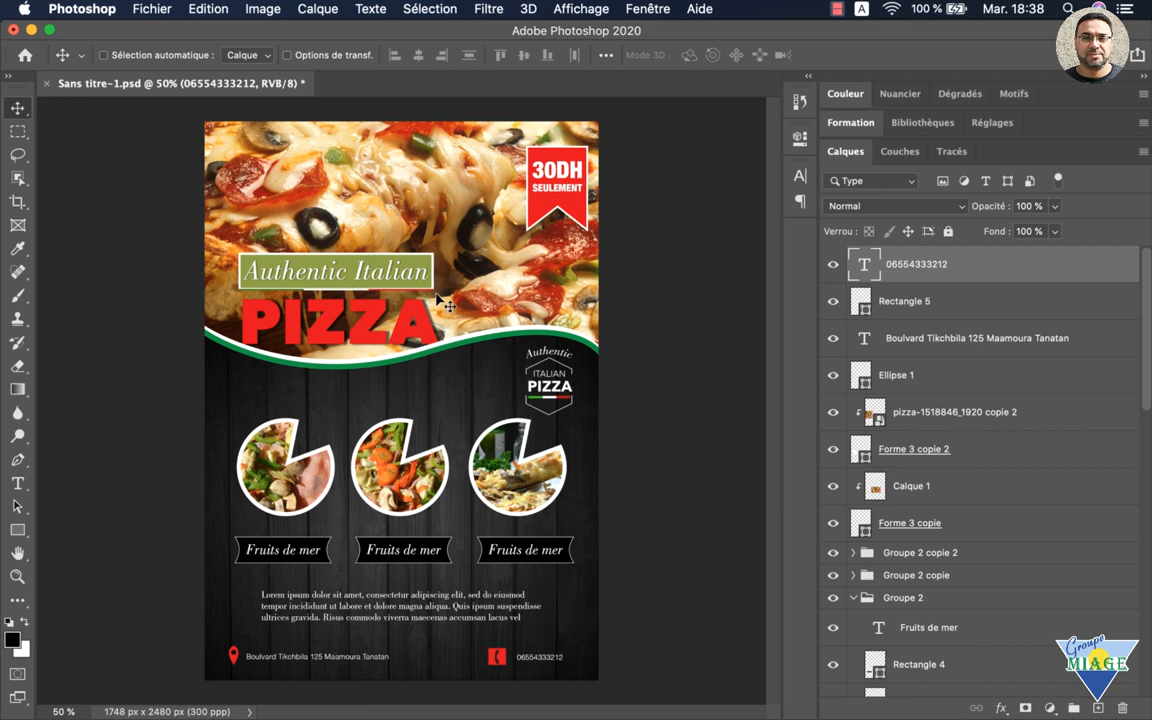 Photoshop Fichier Edition Image Calque Texte Sélection Filtre 3D Affichage Fenêtre Aide A 100 % Mar. 18:38
Adobe Photoshop 2020
Sélection automatique : Calque Options de transf. Mode 3D :
Sans titre-1.psd @ 50% (06554333212, RVB/8) *
Couleur Nuancier Dégradés Motifs
Formation Bibliothèques Réglages
Calques Couches Tracés
Type
Normal Opacité : 100 %
Verrou : Fond : 100 %
06554333212
Rectangle 5
Boulvard Tikchbila 125 Maamoura Tanatan
Ellipse 1
pizza-1518846_1920 copie 2
Forme 3 copie 2
Calque 1
Forme 3 copie
Groupe 2 copie 2
Groupe 2 copie
Groupe 2
Fruits de mer
Rectangle 4
30DH
SEULEMENT
Authentic Italian
PIZZA
Authentic
ITALIAN
PIZZA
Fruits de mer Fruits de mer Fruits de mer
Lorem ipsum dolor sit amet, consectetur adipiscing elit, sed do eiusmod
tempor incididunt ut labore et dolore magna aliqua. Quis ipsum suspendisse
ultrices gravida. Risus commodo viverra maecenas accumsan lacus vel
Boulvard Tikchbila 125 Maamoura Tanatan 06554333212
50 % 1748 px x 2480 px (300 ppp)
Groupe
MIAGE